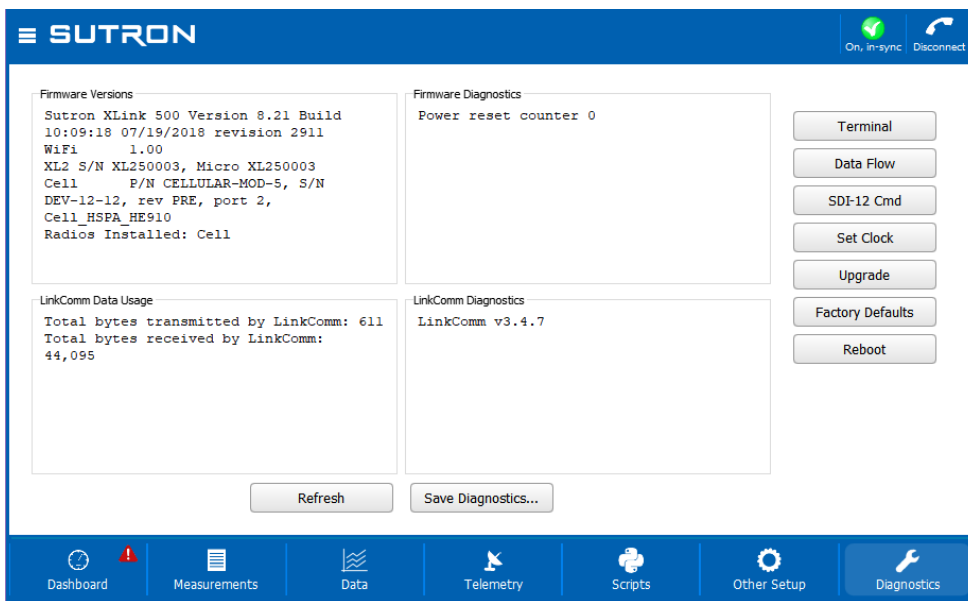 SUTRON
On, in-sync
Disconnect
Firmware Versions
Sutron XLink 500 Version 8.21 Build
10:09:18 07/19/2018 revision 2911
WiFi 1.00
XL2 S/N XL250003, Micro XL250003
Cell P/N CELLULAR-MOD-5, S/N
DEV-12-12, rev PRE, port 2,
Cell_HSPA_HE910
Radios Installed: Cell
Firmware Diagnostics
Power reset counter 0
Terminal
Data Flow
SDI-12 Cmd
Set Clock
Upgrade
Factory Defaults
Reboot
LinkComm Data Usage
Total bytes transmitted by LinkComm: 611
Total bytes received by LinkComm:
44,095
LinkComm Diagnostics
LinkComm v3.4.7
Refresh
Save Diagnostics...
Dashboard
Measurements
Data
Telemetry
Scripts
Other Setup
Diagnostics